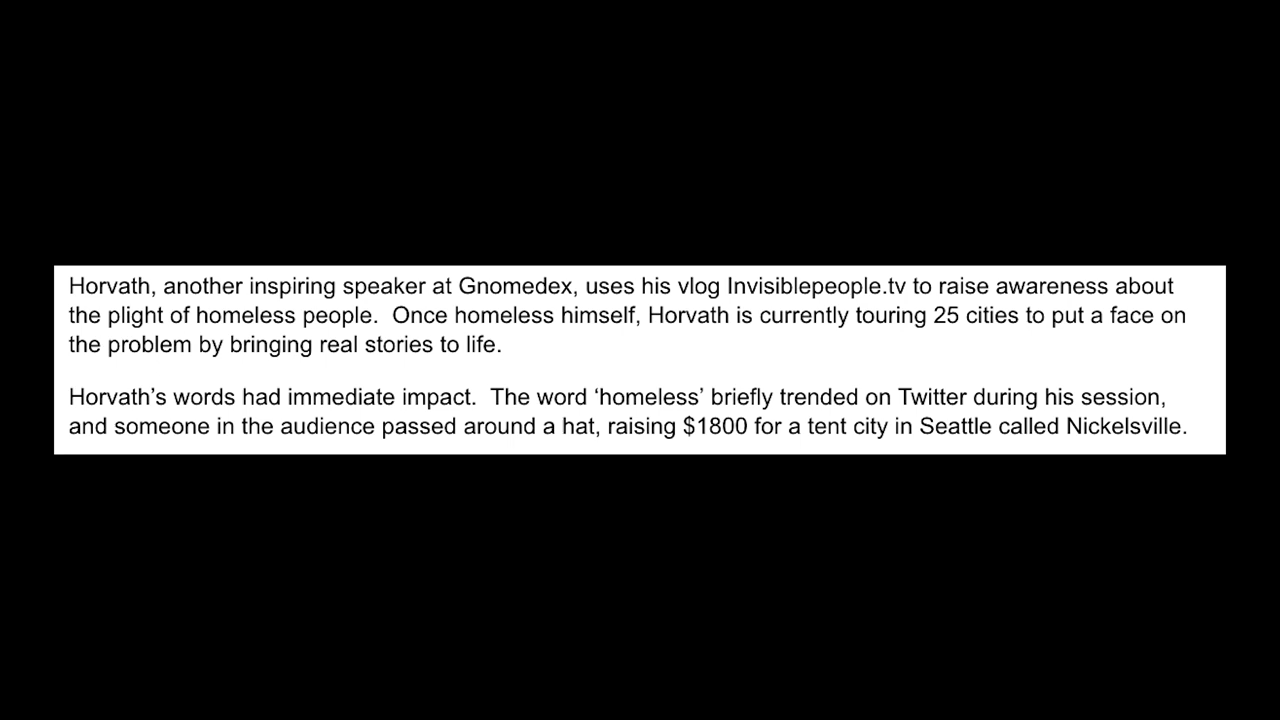 Horvath, another inspiring speaker at Gnomedex, uses his vlog Invisiblepeople.tv to raise awareness about
the plight of homeless people.  Once homeless himself, Horvath is currently touring 25 cities to put a face on
the problem by bringing real stories to life.
Horvath’s words had immediate impact.  The word ‘homeless’ briefly trended on Twitter during his session,
and someone in the audience passed around a hat, raising $1800 for a tent city in Seattle called Nickelsville.